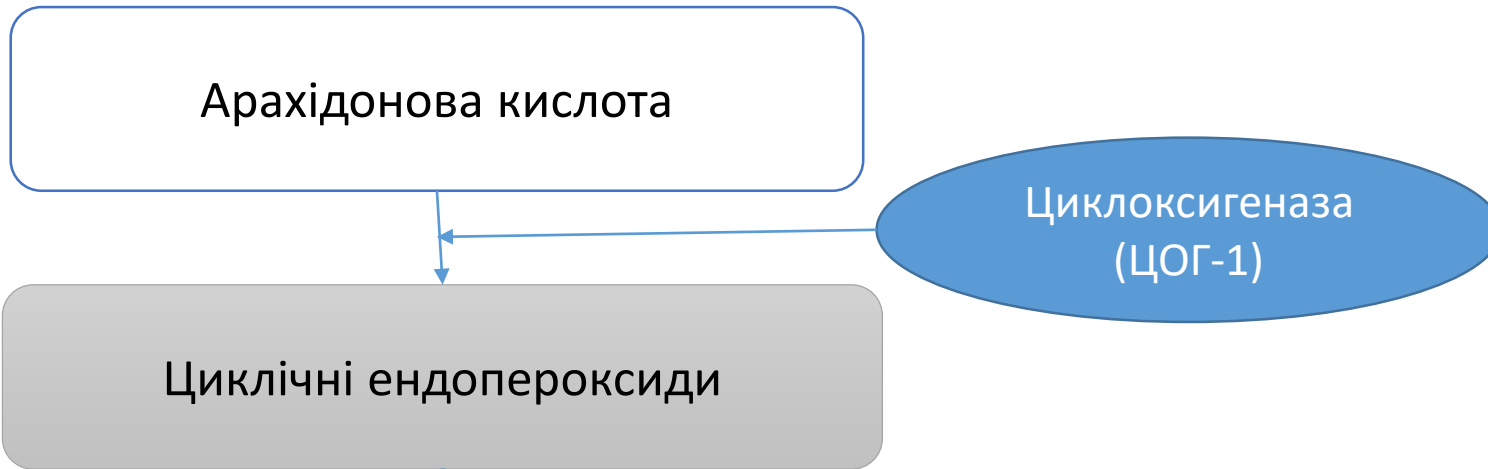 Арахідонова кислота
Циклоксигеназа
(ЦОГ-1)
Циклічні ендопероксиди